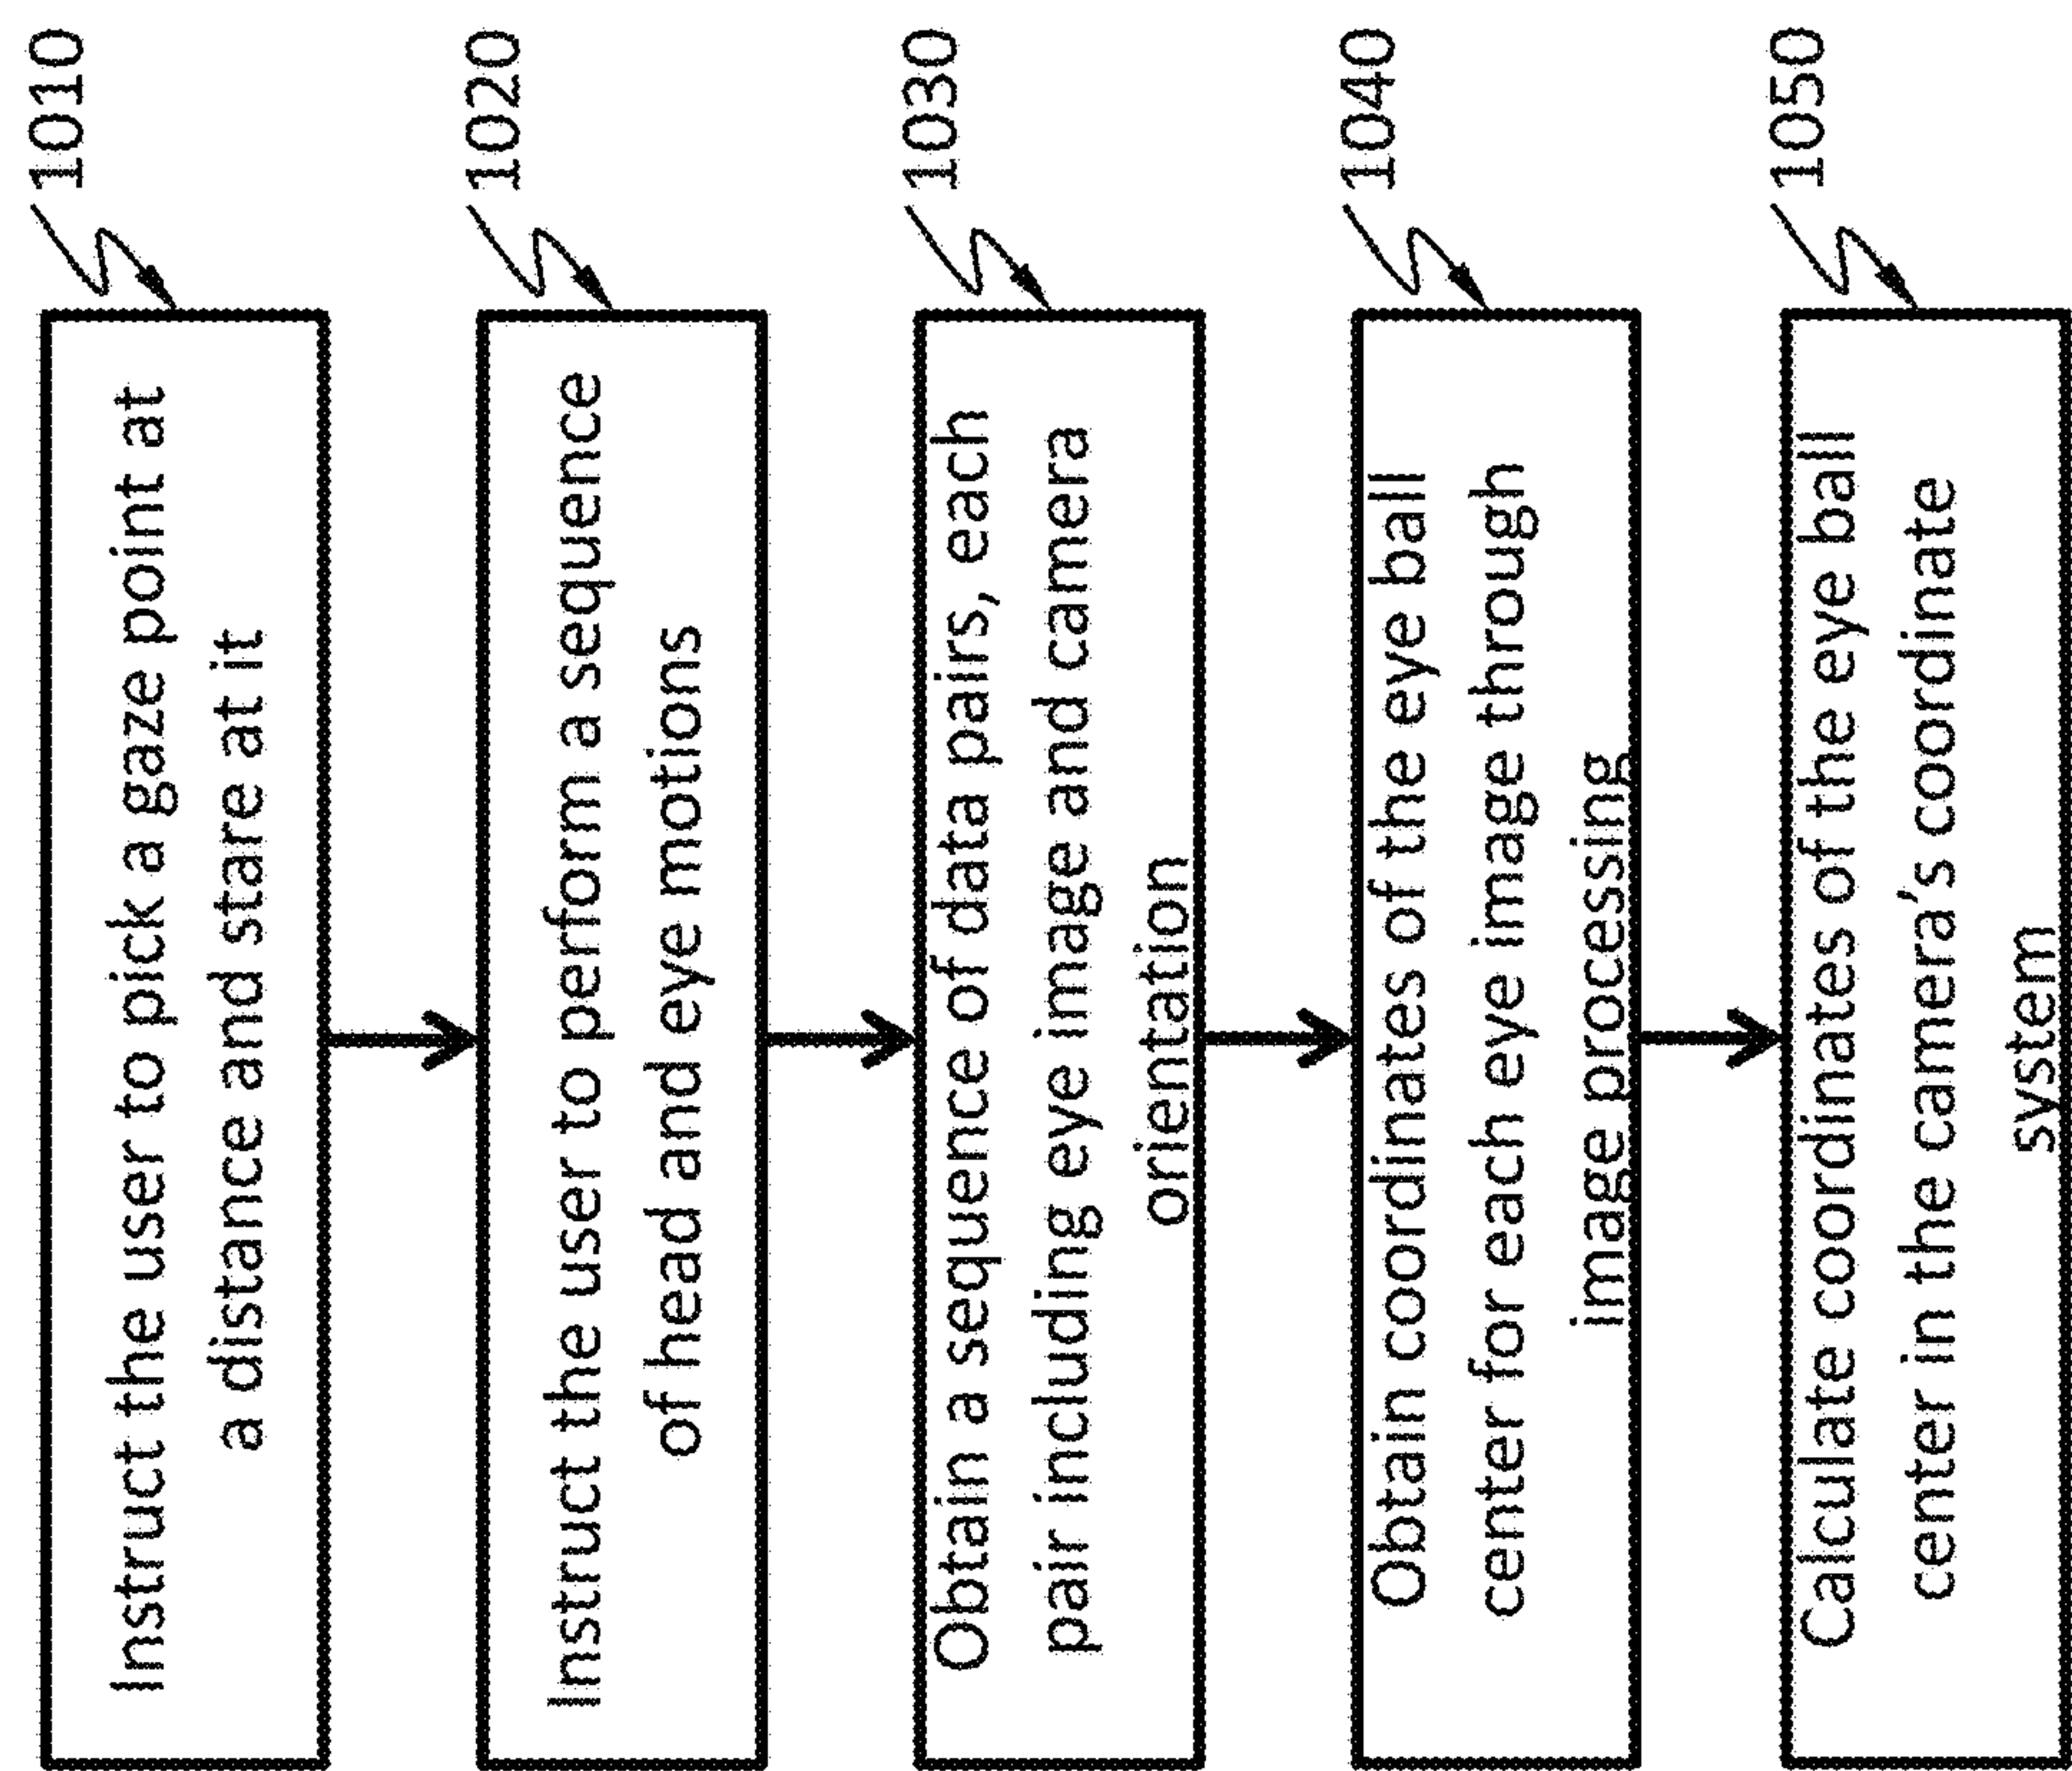 1010
Instruct the user to pick a gaze point at
a distance and stare at it
1020
Instruct the user to perform a sequence
of head and eye motions
1030
Obtain a sequence of data pairs, each
pair including eye image and camera
orientation
1040
Obtain coordinates of the eye ball
center for each eye image through
image processing
1050
Calculate coordinates of the eye ball
center in the camera's coordinate
system